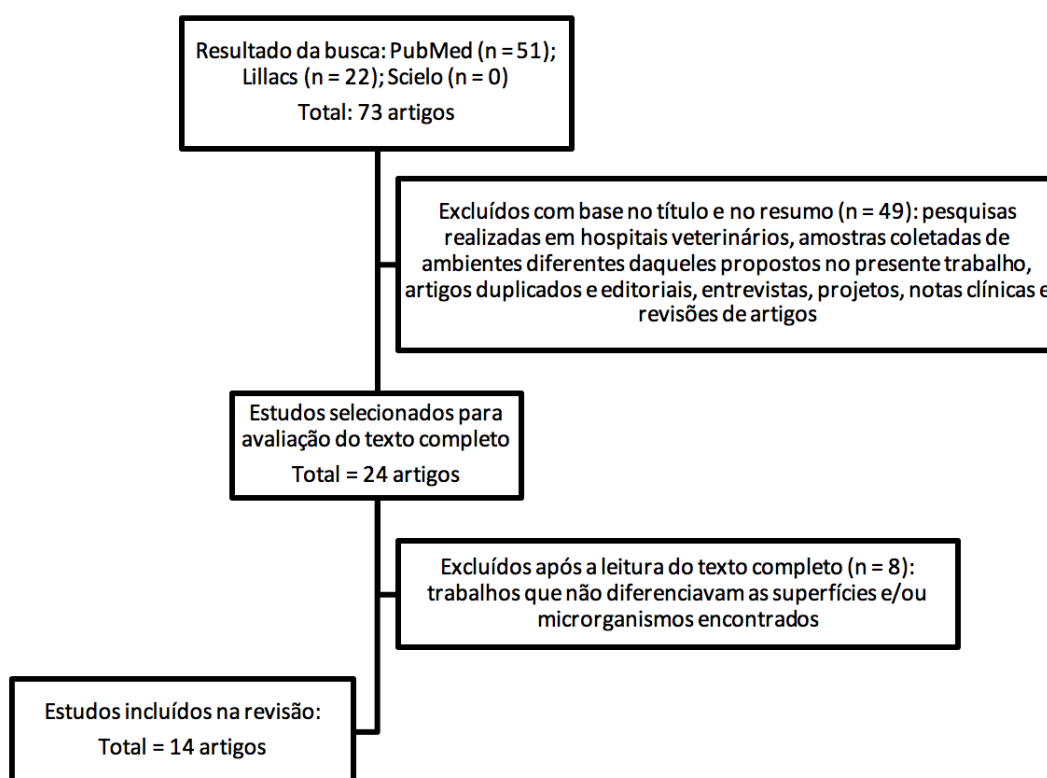 Resultado da busca: PubMed (n = 51);
Lillacs (n = 22); Scielo (n = 0)
Total: 73 artigos
Excluídos com base no título e no resumo (n = 49): pesquisas
realizadas em hospitais veterinários, amostras coletadas de
ambientes diferentes daqueles propostos no presente trabalho,
artigos duplicados e editoriais, entrevistas, projetos, notas clínicas e
revisões de artigos
Estudos selecionados para
avaliação do texto completo
Total = 24 artigos
Excluídos após a leitura do texto completo (n = 8):
trabalhos que não diferenciavam as superfícies e/ou
microrganismos encontrados
Estudos incluídos na revisão:
Total = 14 artigos